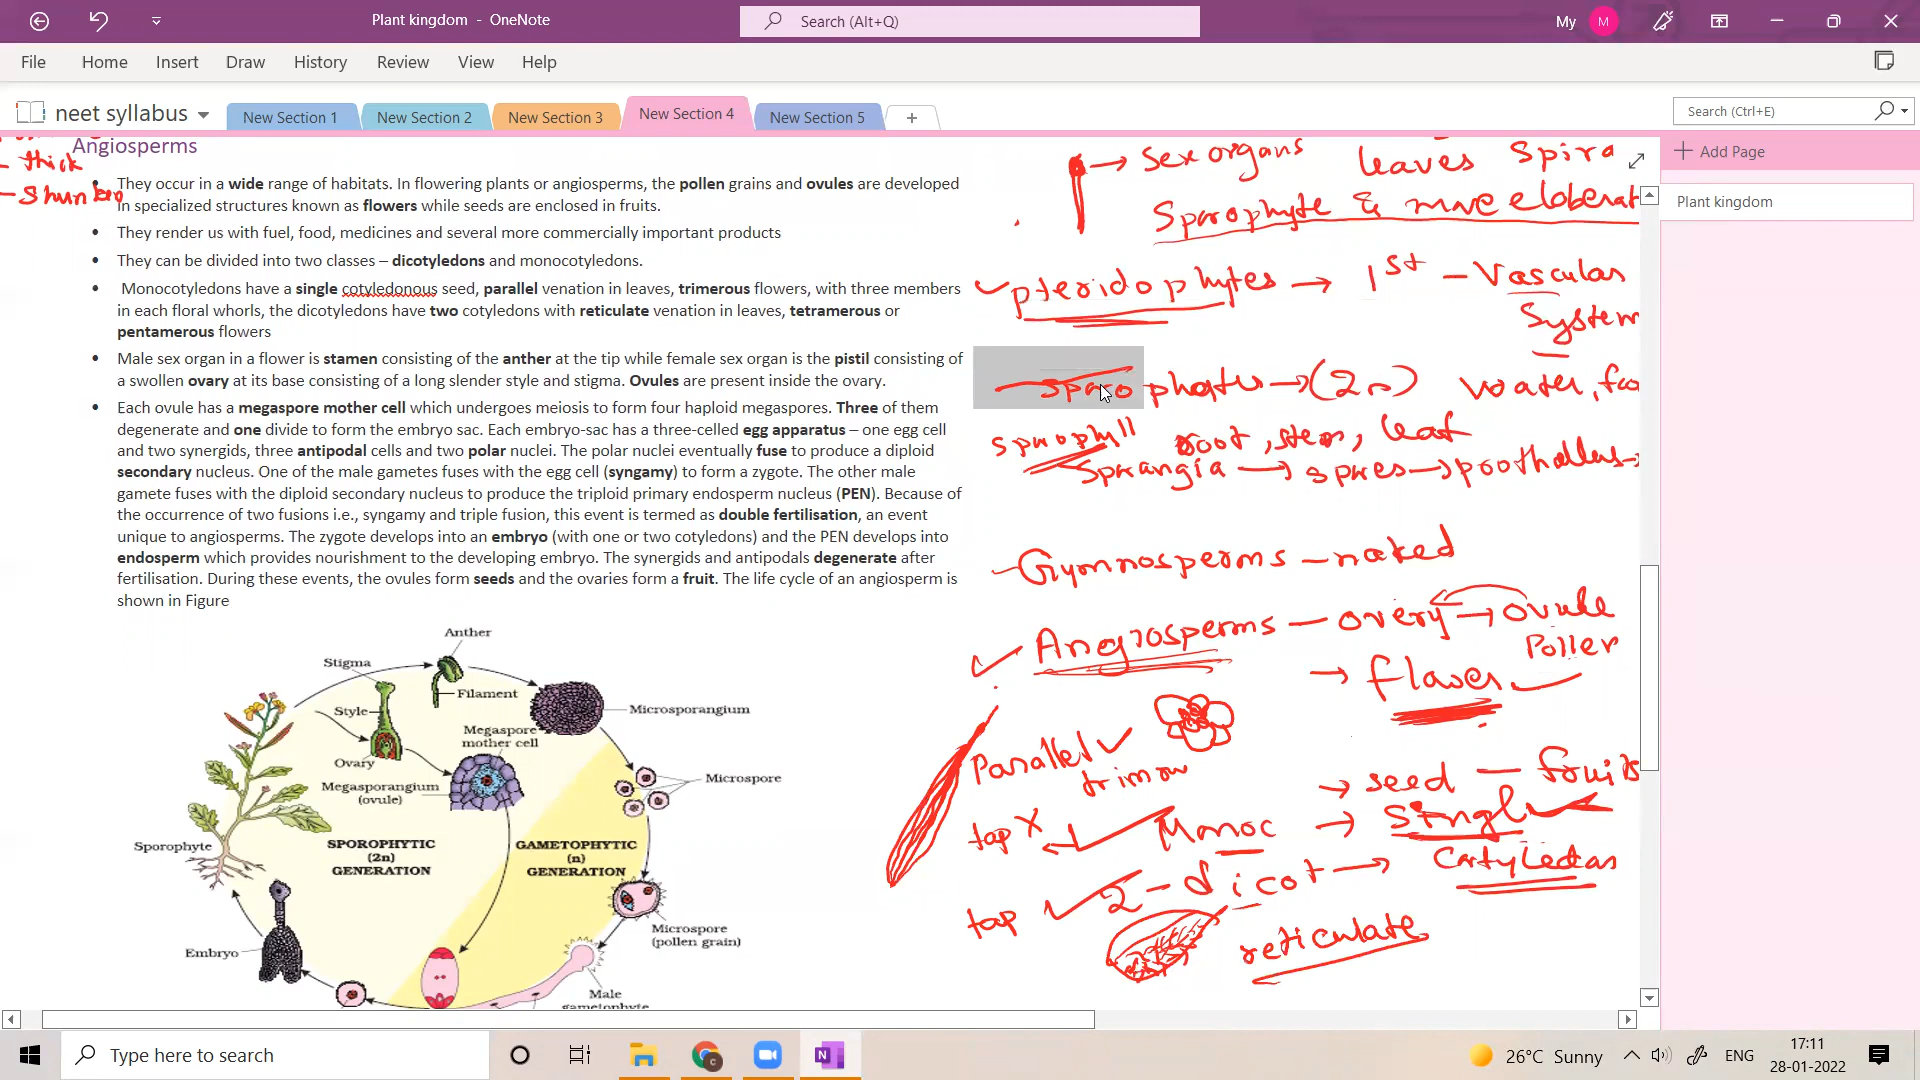 Plant kingdom - OneNote
Search (Alt+Q)
My M
File Home Insert Draw History Review View Help
neet syllabus New Section 1 New Section 2 New Section 3 New Section 4 New Section 5 +
Search (Ctrl+E)
Add Page
Plant kingdom
- thick
Angiosperms
They occur in a wide range of habitats. In flowering plants or angiosperms, the pollen grains and ovules are developed
in specialized structures known as flowers while seeds are enclosed in fruits.
They render us with fuel, food, medicines and several more commercially important products
They can be divided into two classes – dicotyledons and monocotyledons.
Monocotyledons have a single cotyledonous seed, parallel venation in leaves, trimerous flowers, with three members
in each floral whorls, the dicotyledons have two cotyledons with reticulate venation in leaves, tetramerous or
pentamerous flowers
Male sex organ in a flower is stamen consisting of the anther at the tip while female sex organ is the pistil consisting of
a swollen ovary at its base consisting of a long slender style and stigma. Ovules are present inside the ovary.
Each ovule has a megaspore mother cell which undergoes meiosis to form four haploid megaspores. Three of them
degenerate and one divide to form the embryo sac. Each embryo-sac has a three-celled egg apparatus – one egg cell
and two synergids, three antipodal cells and two polar nuclei. The polar nuclei eventually fuse to produce a diploid
secondary nucleus. One of the male gametes fuses with the egg cell (syngamy) to form a zygote. The other male
gamete fuses with the diploid secondary nucleus to produce the triploid primary endosperm nucleus (PEN). Because of
the occurrence of two fusions i.e., syngamy and triple fusion, this event is termed as double fertilisation, an event
unique to angiosperms. The zygote develops into an embryo (with one or two cotyledons) and the PEN develops into
endosperm which provides nourishment to the developing embryo. The synergids and antipodals degenerate after
fertilisation. During these events, the ovules form seeds and the ovaries form a fruit. The life cycle of an angiosperm is
shown in Figure
Anther
Stigma
Filament
Style
Microsporangium
Megaspore
mother cell
Ovary
Megasporangium
(ovule)
Microspore
Sporophyte
SPOROPHYTIC
(2n)
GENERATION
GAMETOPHYTIC
(n)
GENERATION
Microspore
(pollen grain)
Embryo
Male
gametophyte
→ Sex organs leaves Spira
Sparophyte & more eloberat
pteridophytes → 1st - Vascular
System
sparo phates → (2n) Water, foo
sparophyll root, stem, leaf
Sparangia → spares → proothallus →
- Gymnosperms - naked
Angiosperms - overy → ovule
Pollen
→ flower
Parallel
→ seed - fruits
tap X Monoc → Singl
tap 2 - dicot → Catyledan
reticulate
Type here to search
26°C Sunny
ENG
17:11
28-01-2022